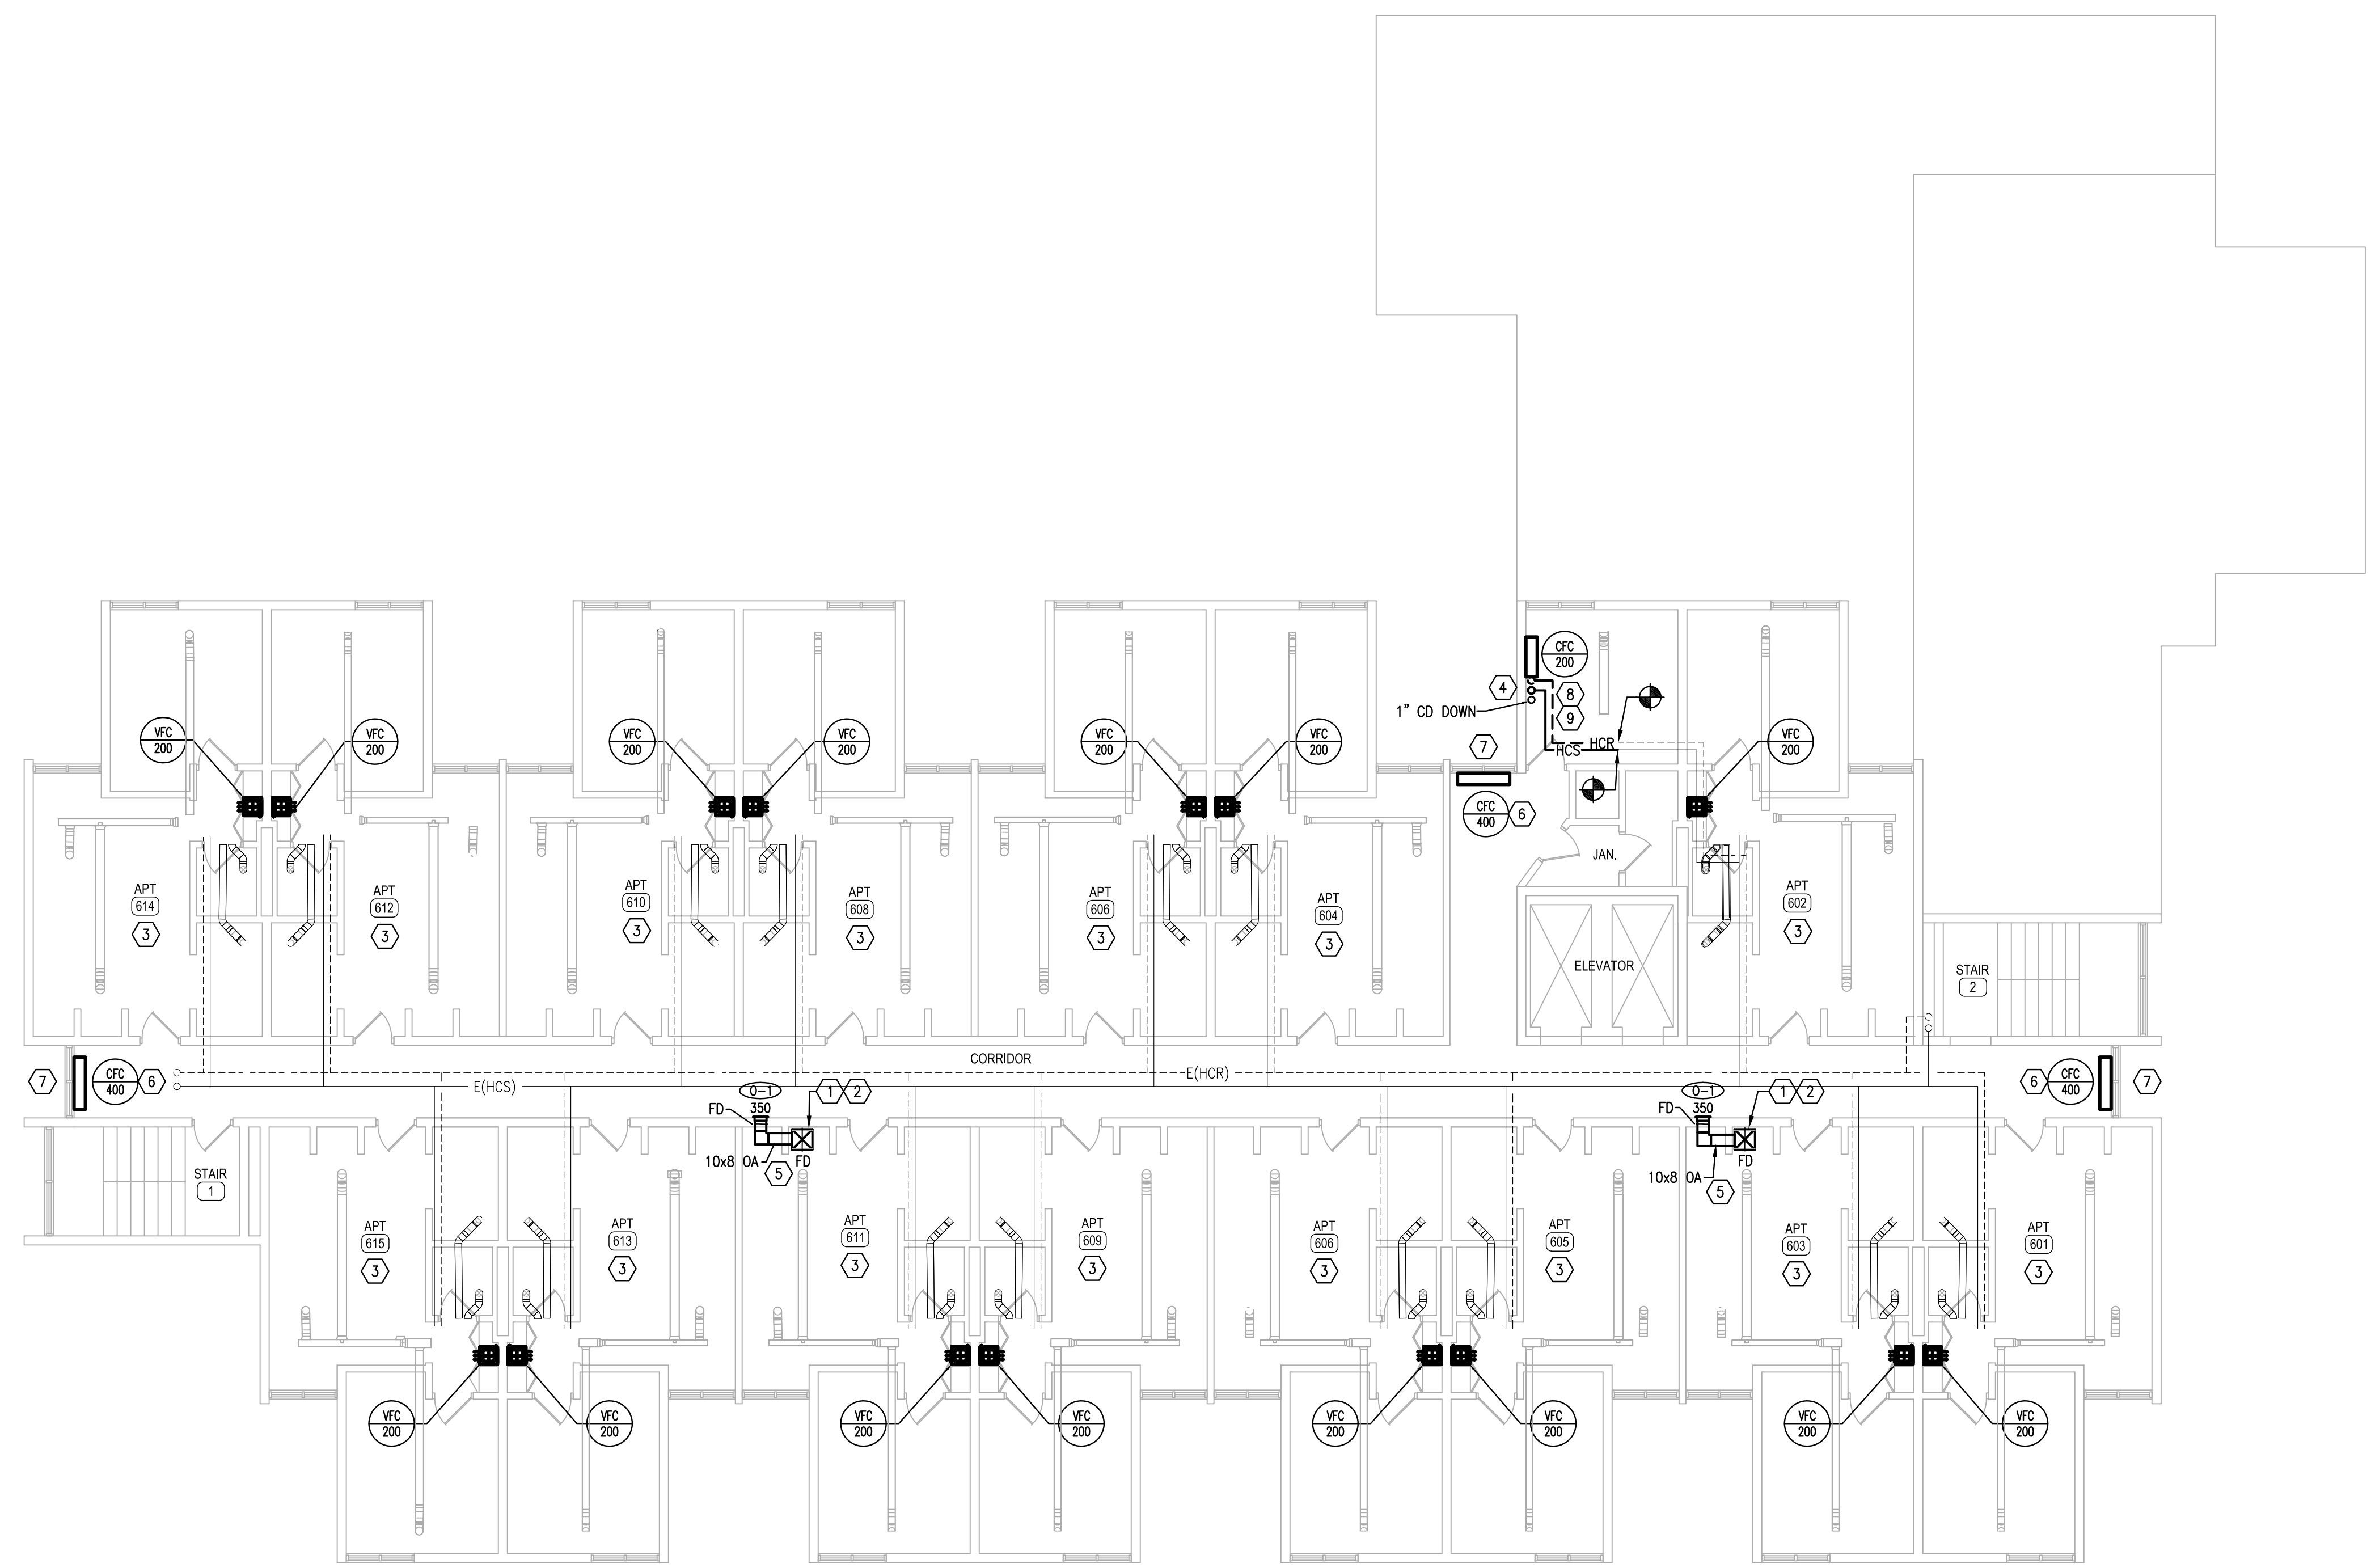 CFC
200
4
8
1" CD DOWN
9
VFC
200
VFC
200
VFC
200
VFC
200
VFC
200
VFC
200
VFC
200
7
HCS
HCR
CFC
400
6
JAN.
APT
614
3
APT
612
3
APT
610
3
APT
608
3
APT
606
3
APT
604
3
ELEVATOR
APT
602
3
STAIR
2
CORRIDOR
7
CFC
400
6
E(HCS)
E(HCR)
6
CFC
400
7
O-1
350
FD
1
2
10x8 OA
FD
5
O-1
350
FD
1
2
10x8 OA
FD
5
STAIR
1
APT
615
3
APT
613
3
APT
611
3
APT
609
3
APT
606
3
APT
605
3
APT
603
3
APT
601
3
VFC
200
VFC
200
VFC
200
VFC
200
VFC
200
VFC
200
VFC
200
VFC
200